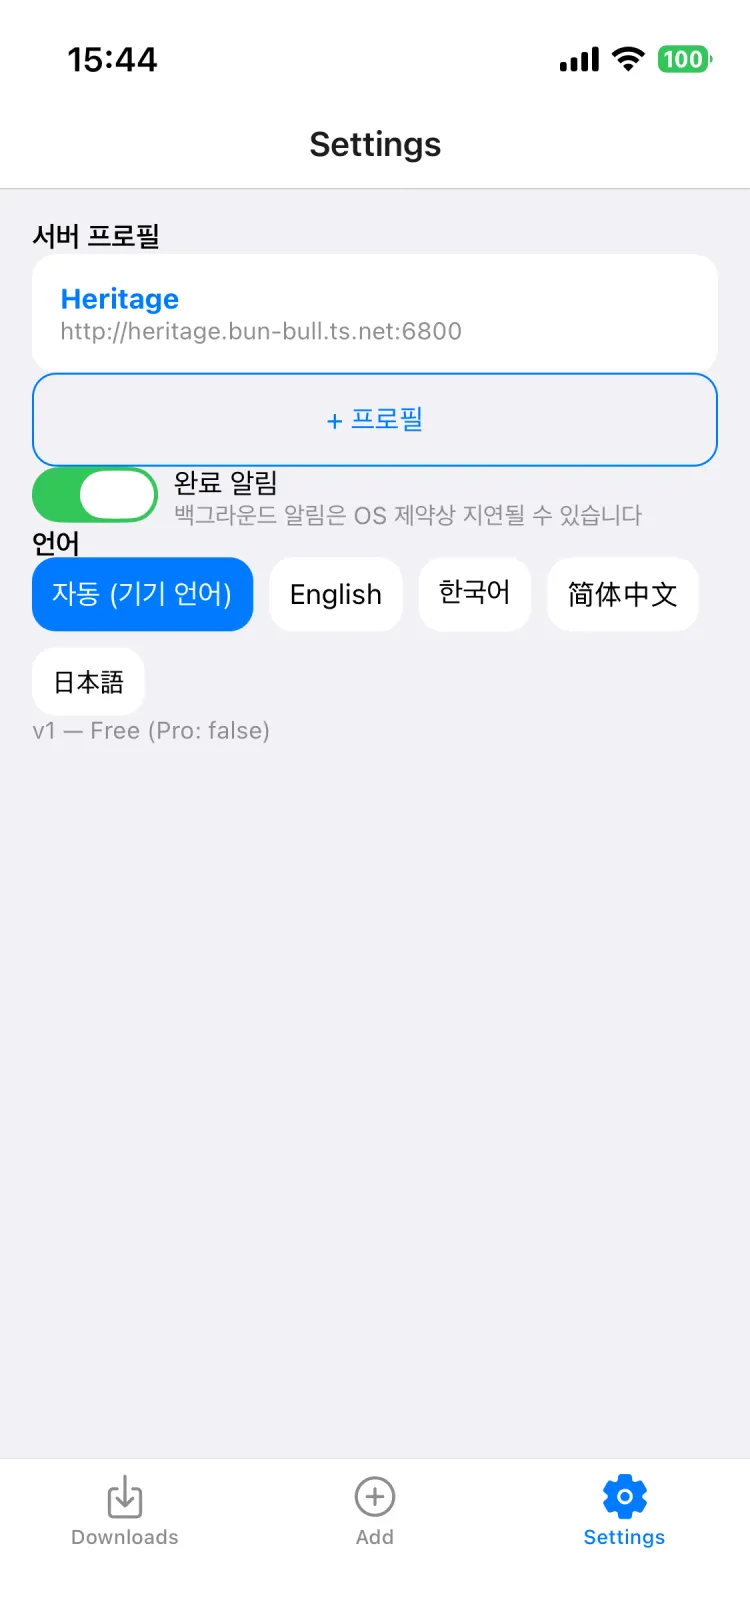 15:44
100
Settings
서버 프로필
Heritage
http://heritage.bun-bull.ts.net:6800
+ 프로필
완료 알림
백그라운드 알림은 OS 제약상 지연될 수 있습니다
언어
자동 (기기 언어)
English
한국어
简体中文
日本語
v1 — Free (Pro: false)
Downloads
Add
Settings